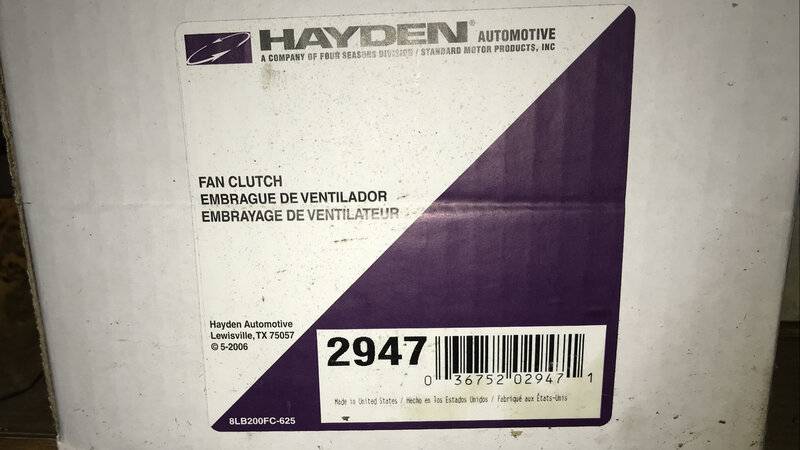 HAYDEN® AUTOMOTIVE
A COMPANY OF FOUR SEASONS DIVISION / STANDARD MOTOR PRODUCTS, INC
FAN CLUTCH
EMBRAGUE DE VENTILADOR
EMBRAYAGE DE VENTILATEUR
Hayden Automotive
Lewisville, TX 75057
© 5-2006
2947
0 36752 02947 1
Made in United States / Hecho en los Estados Unidos / Fabriqué aux États-Unis
8LB200FC-625